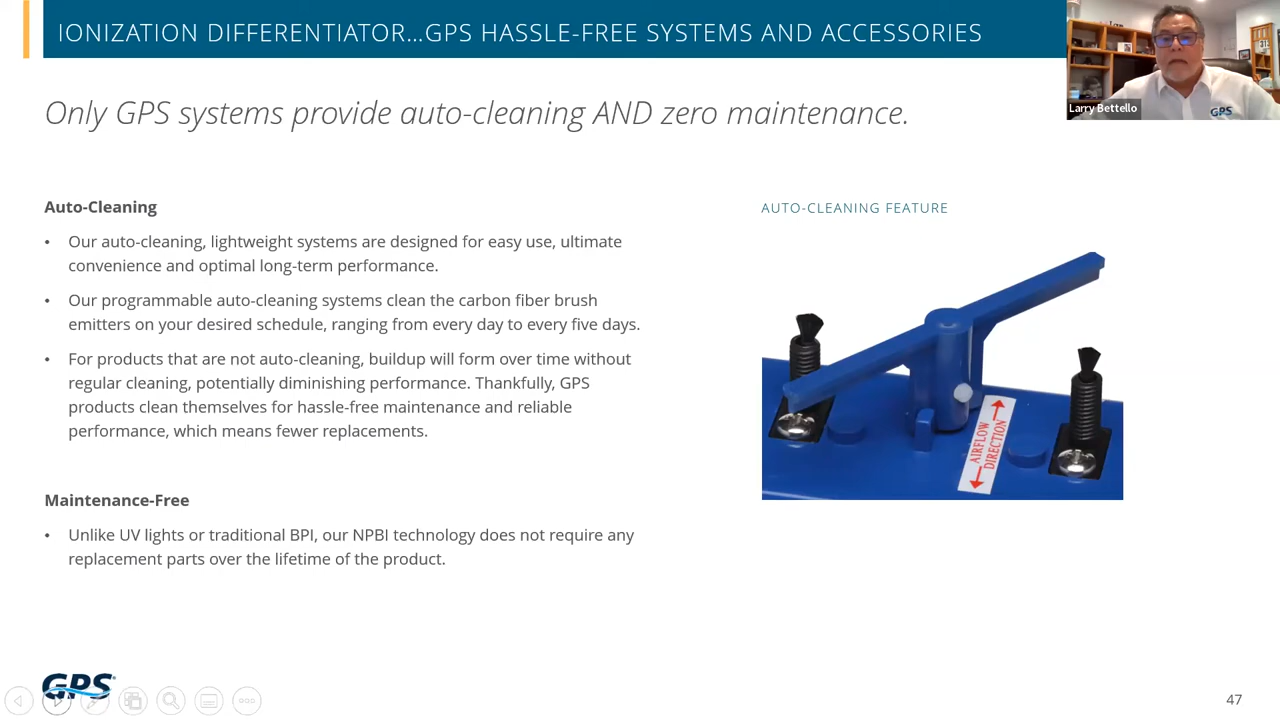 IONIZATION DIFFERENTIATOR...GPS HASSLE-FREE SYSTEMS AND ACCESSORIES
Larry Bettello
GPS
Only GPS systems provide auto-cleaning AND zero maintenance.
Auto-Cleaning
• Our auto-cleaning, lightweight systems are designed for easy use, ultimate
convenience and optimal long-term performance.
• Our programmable auto-cleaning systems clean the carbon fiber brush
emitters on your desired schedule, ranging from every day to every five days.
• For products that are not auto-cleaning, buildup will form over time without
regular cleaning, potentially diminishing performance. Thankfully, GPS
products clean themselves for hassle-free maintenance and reliable
performance, which means fewer replacements.
Maintenance-Free
• Unlike UV lights or traditional BPI, our NPBI technology does not require any
replacement parts over the lifetime of the product.
AUTO-CLEANING FEATURE
AIRFLOW
DIRECTION
GPS
47